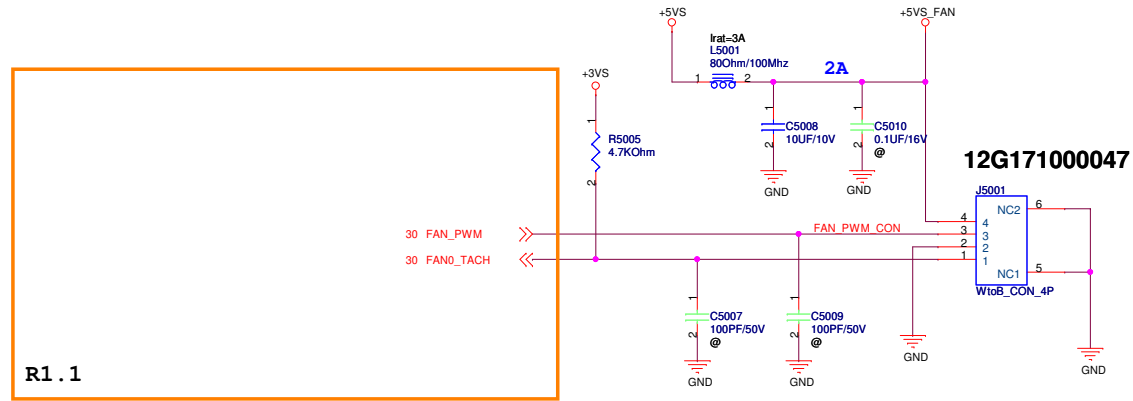 +5VS
+5VS_FAN
Irat=3A
L5001
80Ohm/100Mhz
1
2
2A
+3VS
1
R5005
4.7KOhm
2
1
C5008
10UF/10V
2
GND
1
C5010
0.1UF/16V
2
@
GND
12G171000047
J5001
4
3
2
1
4
3
2
1
NC2
6
NC1
5
WtoB_CON_4P
30 FAN_PWM
FAN_PWM_CON
30 FAN0_TACH
1
C5007
100PF/50V
2
@
GND
1
C5009
100PF/50V
2
@
GND
GND
GND
R1.1